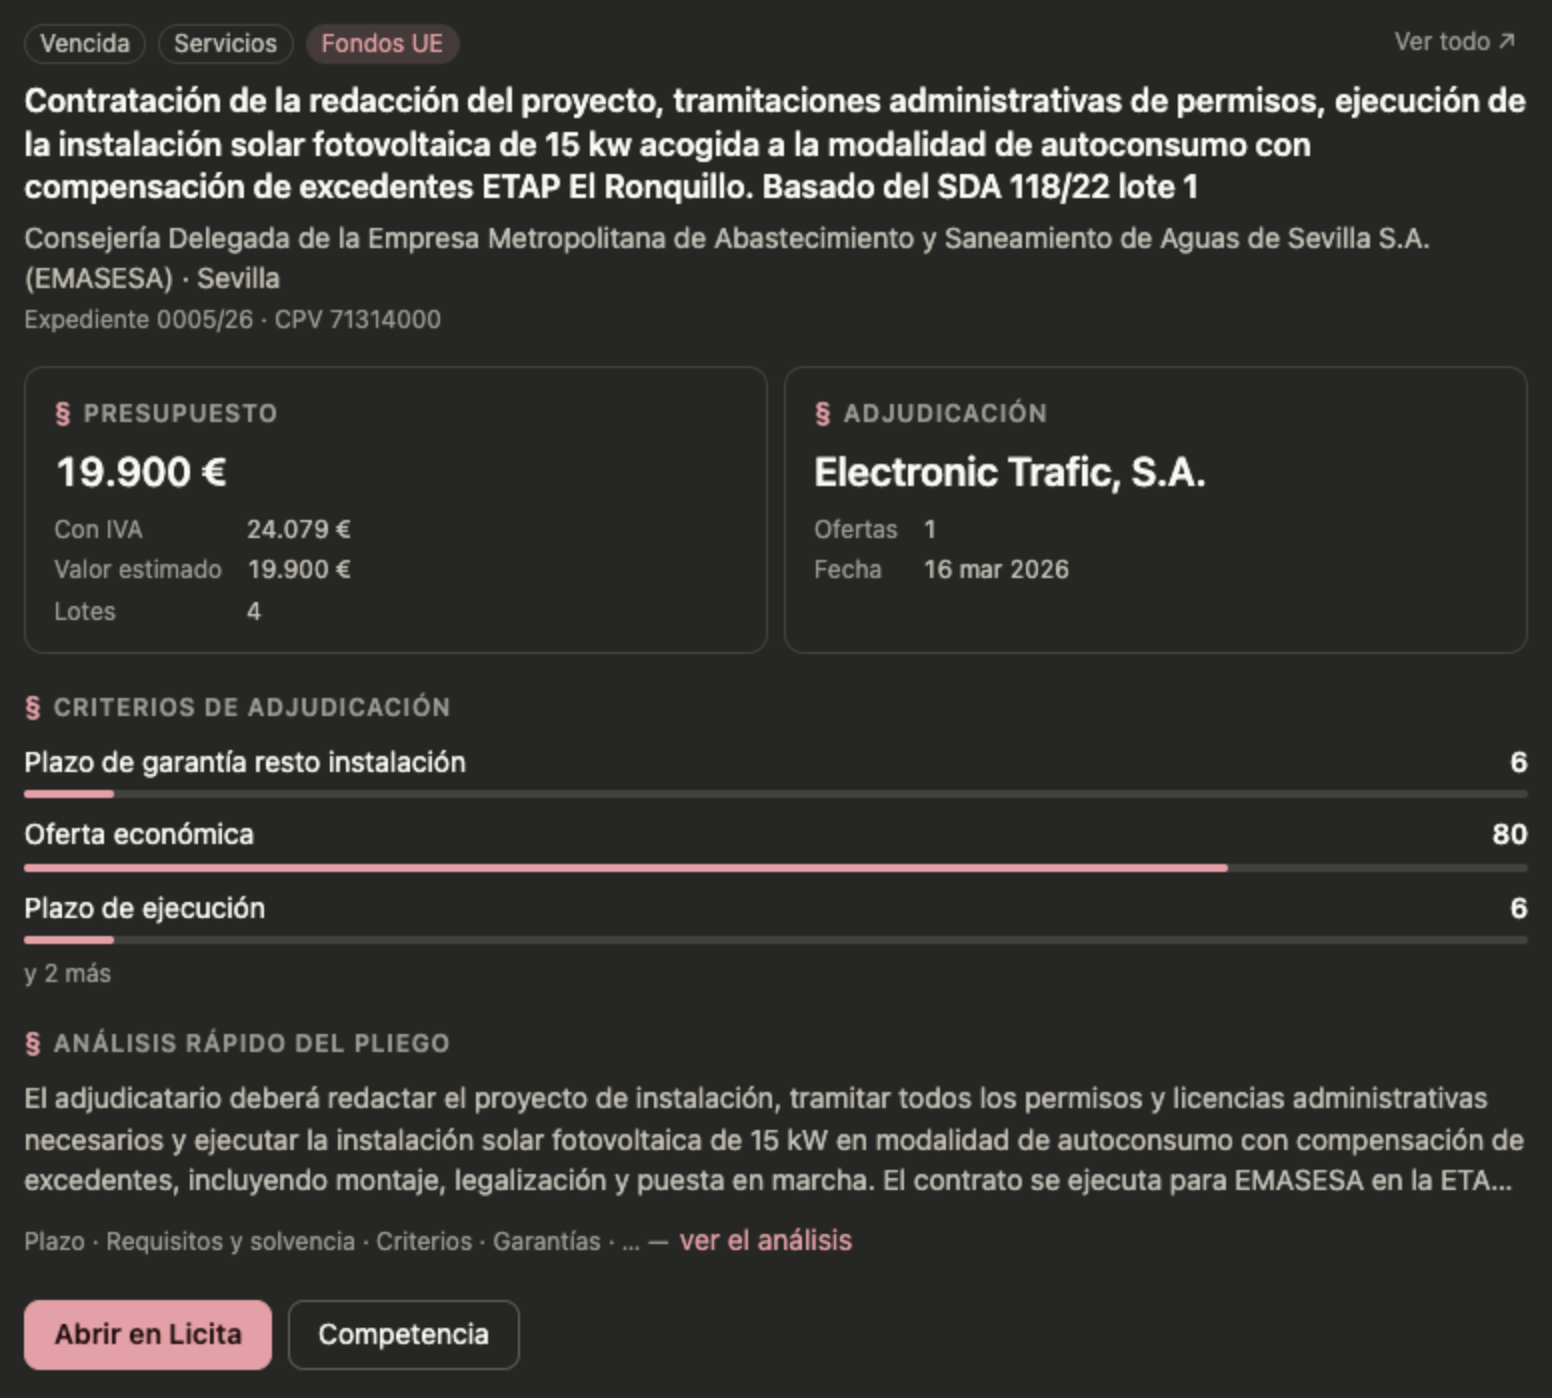 Vencida Servicios Fondos UE Ver todo ↗
Contratación de la redacción del proyecto, tramitaciones administrativas de permisos, ejecución de
la instalación solar fotovoltaica de 15 kw acogida a la modalidad de autoconsumo con
compensación de excedentes ETAP El Ronquillo. Basado del SDA 118/22 lote 1
Consejería Delegada de la Empresa Metropolitana de Abastecimiento y Saneamiento de Aguas de Sevilla S.A.
(EMASESA) · Sevilla
Expediente 0005/26 · CPV 71314000
§ PRESUPUESTO
19.900 €
Con IVA 24.079 €
Valor estimado 19.900 €
Lotes 4
§ ADJUDICACIÓN
Electronic Trafic, S.A.
Ofertas 1
Fecha 16 mar 2026
§ CRITERIOS DE ADJUDICACIÓN
Plazo de garantía resto instalación 6
Oferta económica 80
Plazo de ejecución 6
y 2 más
§ ANÁLISIS RÁPIDO DEL PLIEGO
El adjudicatario deberá redactar el proyecto de instalación, tramitar todos los permisos y licencias administrativas
necesarios y ejecutar la instalación solar fotovoltaica de 15 kW en modalidad de autoconsumo con compensación de
excedentes, incluyendo montaje, legalización y puesta en marcha. El contrato se ejecuta para EMASESA en la ETA...
Plazo · Requisitos y solvencia · Criterios · Garantías · ... — ver el análisis
Abrir en Licita Competencia